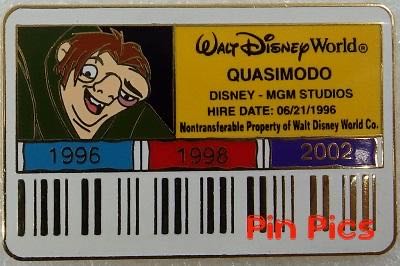 WALT DISNEY World®
QUASIMODO
DISNEY - MGM STUDIOS
HIRE DATE: 06/21/1996
Nontransferable Property of Walt Disney World Co.
1996 1998 2002
Pin Pics